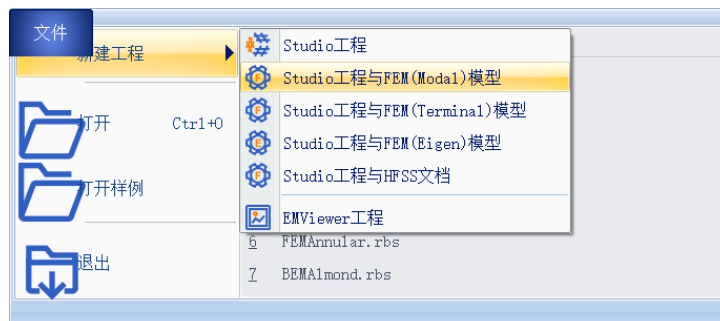 文件
新建工程
Studio工程
Studio工程与FEM(Modal)模型
打开 Ctrl+O
Studio工程与FEM(Terminal)模型
Studio工程与FEM(Eigen)模型
打开样例
Studio工程与HFSS文档
EMViewer工程
6 FEMAnnular.rbs
退出
7 BEMAlmond.rbs